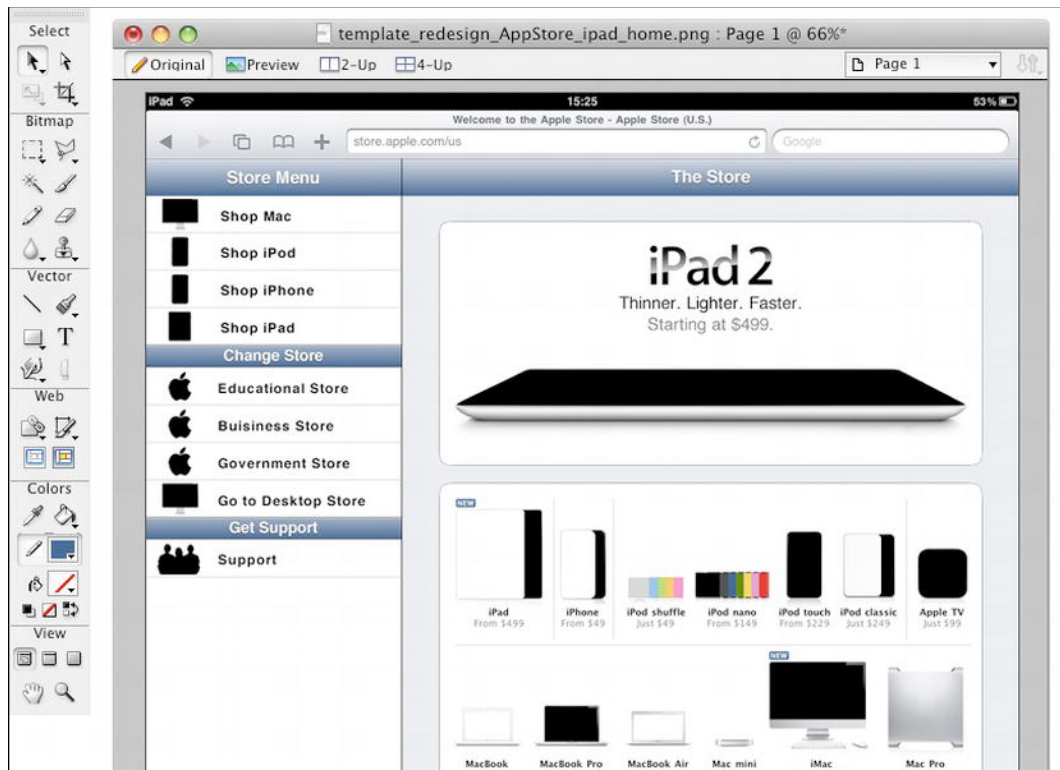 Select
Bitmap
Vector
T
Web
Colors
View
template_redesign_AppStore_ipad_home.png : Page 1 @ 66%*
Original Preview 2-Up 4-Up Page 1
iPad 15:25 53%
Welcome to the Apple Store - Apple Store (U.S.)
store.apple.com/us Google
Store Menu
Shop Mac
Shop iPod
Shop iPhone
Shop iPad
Change Store
Educational Store
Buisiness Store
Government Store
Go to Desktop Store
Get Support
Support
The Store
iPad 2
Thinner. Lighter. Faster.
Starting at $499.
NEW
iPad iPhone iPod shuffle iPod nano iPod touch iPod classic Apple TV
From $499 From $49 Just $49 From $149 From $229 Just $249 Just $99
NEW
MacBook MacBook Pro MacBook Air Mac mini iMac Mac Pro